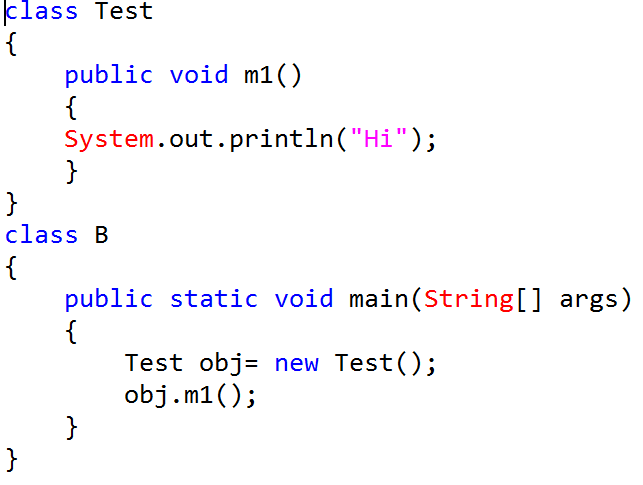 class Test
{
    public void m1()
    {
    System.out.println("Hi");
    }
}
class B
{
    public static void main(String[] args)
    {
        Test obj= new Test();
        obj.m1();
    }
}